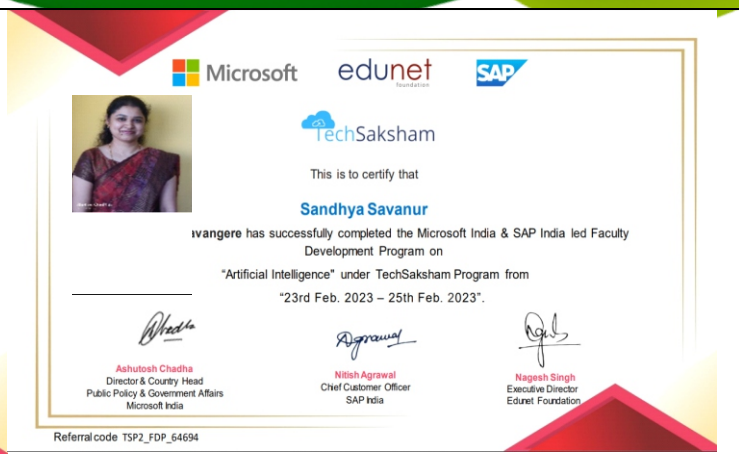 Microsoft
edunet
foundation
SAP
TechSaksham
This is to certify that
Sandhya Savanur
avangere has successfully completed the Microsoft India & SAP India led Faculty
Development Program on
“Artificial Intelligence" under TechSaksham Program from
“23rd Feb. 2023 – 25th Feb. 2023”.
Ashutosh Chadha
Director & Country Head
Public Policy & Government Affairs
Microsoft India
Nitish Agrawal
Chief Customer Officer
SAP India
Nagesh Singh
Executive Director
Edunet Foundation
Referral code TSP2_FDP_64694